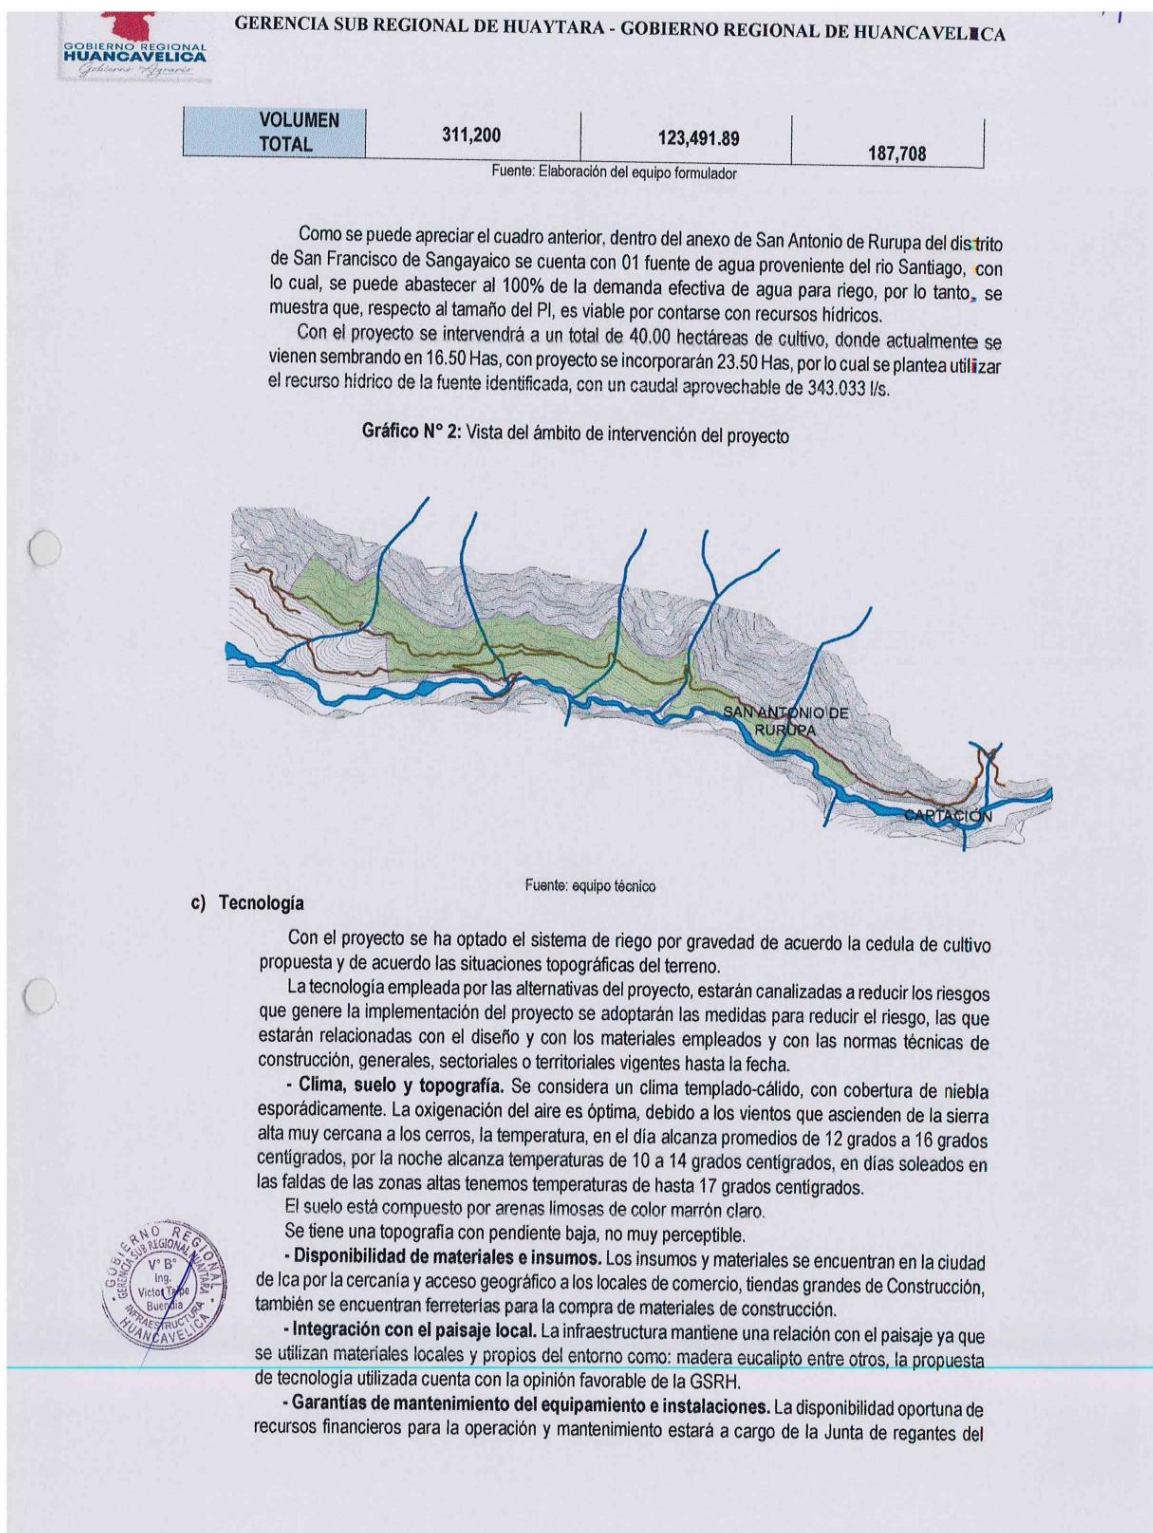 GERENCIA SUB REGIONAL DE HUAYTARA - GOBIERNO REGIONAL DE HUANCAVELICA
GOBIERNO REGIONAL
HUANCAVELICA
Gobierno Agrario
VOLUMEN
TOTAL
311,200
123,491.89
187,708
Fuente: Elaboración del equipo formulador
Como se puede apreciar el cuadro anterior, dentro del anexo de San Antonio de Rurupa del distrito
de San Francisco de Sangayaico se cuenta con 01 fuente de agua proveniente del rio Santiago, con
lo cual, se puede abastecer al 100% de la demanda efectiva de agua para riego, por lo tanto, se
muestra que, respecto al tamaño del PI, es viable por contarse con recursos hídricos.
Con el proyecto se intervendrá a un total de 40.00 hectáreas de cultivo, donde actualmente se
vienen sembrando en 16.50 Has, con proyecto se incorporarán 23.50 Has, por lo cual se plantea utilizar
el recurso hídrico de la fuente identificada, con un caudal aprovechable de 343.033 l/s.
Gráfico N° 2: Vista del ámbito de intervención del proyecto
SAN ANTONIO DE
RURUPA
CAPTACIÓN
Fuente: equipo técnico
c) Tecnología
Con el proyecto se ha optado el sistema de riego por gravedad de acuerdo la cedula de cultivo
propuesta y de acuerdo las situaciones topográficas del terreno.
La tecnología empleada por las alternativas del proyecto, estarán canalizadas a reducir los riesgos
que genere la implementación del proyecto se adoptarán las medidas para reducir el riesgo, las que
estarán relacionadas con el diseño y con los materiales empleados y con las normas técnicas de
construcción, generales, sectoriales o territoriales vigentes hasta la fecha.
- Clima, suelo y topografía. Se considera un clima templado-cálido, con cobertura de niebla
esporádicamente. La oxigenación del aire es óptima, debido a los vientos que ascienden de la sierra
alta muy cercana a los cerros, la temperatura, en el día alcanza promedios de 12 grados a 16 grados
centígrados, por la noche alcanza temperaturas de 10 a 14 grados centigrados, en días soleados en
las faldas de las zonas altas tenemos temperaturas de hasta 17 grados centigrados.
El suelo está compuesto por arenas limosas de color marrón claro.
Se tiene una topografía con pendiente baja, no muy perceptible.
- Disponibilidad de materiales e insumos. Los insumos y materiales se encuentran en la ciudad
de Ica por la cercanía y acceso geográfico a los locales de comercio, tiendas grandes de Construcción,
también se encuentran ferreterías para la compra de materiales de construcción.
- Integración con el paisaje local. La infraestructura mantiene una relación con el paisaje ya que
se utilizan materiales locales y propios del entorno como: madera eucalipto entre otros, la propuesta
de tecnología utilizada cuenta con la opinión favorable de la GSRH.
- Garantías de mantenimiento del equipamiento e instalaciones. La disponibilidad oportuna de
recursos financieros para la operación y mantenimiento estará a cargo de la Junta de regantes del
GOBIERNO REGIONAL
GERENCIA SUB REGIONAL HUAYTARA
V° B°
Ing.
Victor Taipe
Buendia
INFRAESTRUCTURA
HUANCAVELICA